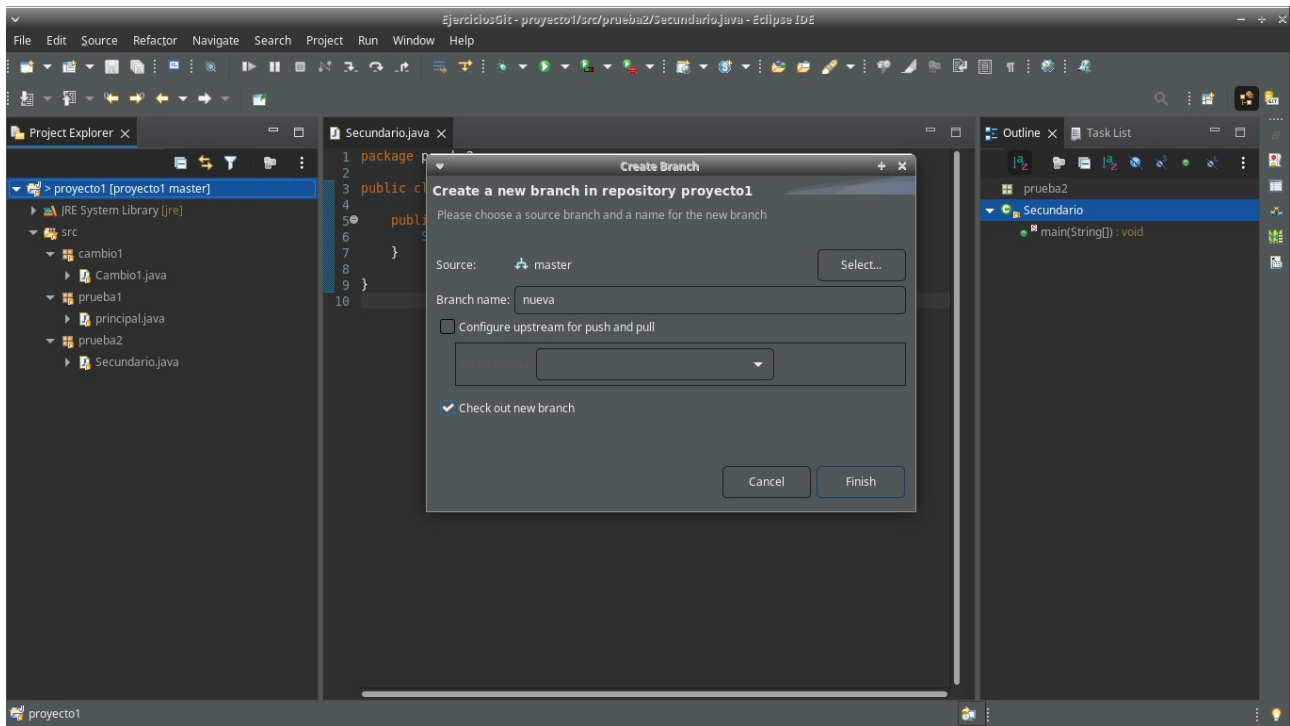 EjerciciosGit - proyecto1/src/prueba2/Secundario.java - Eclipse IDE
File Edit Source Refactor Navigate Search Project Run Window Help
Project Explorer
> proyecto1 [proyecto1 master]
JRE System Library [jre]
src
cambio1
Cambio1.java
prueba1
principal.java
prueba2
Secundario.java
Secundario.java
1 package
2
3 public
4
5
6
7 }
8
9 }
10
Create Branch
Create a new branch in repository proyecto1
Please choose a source branch and a name for the new branch
Source: master Select...
Branch name: nueva
Configure upstream for push and pull
When pulling:
Check out new branch
Cancel Finish
Outline Task List
prueba2
Secundario
main(String[]) : void
proyecto1